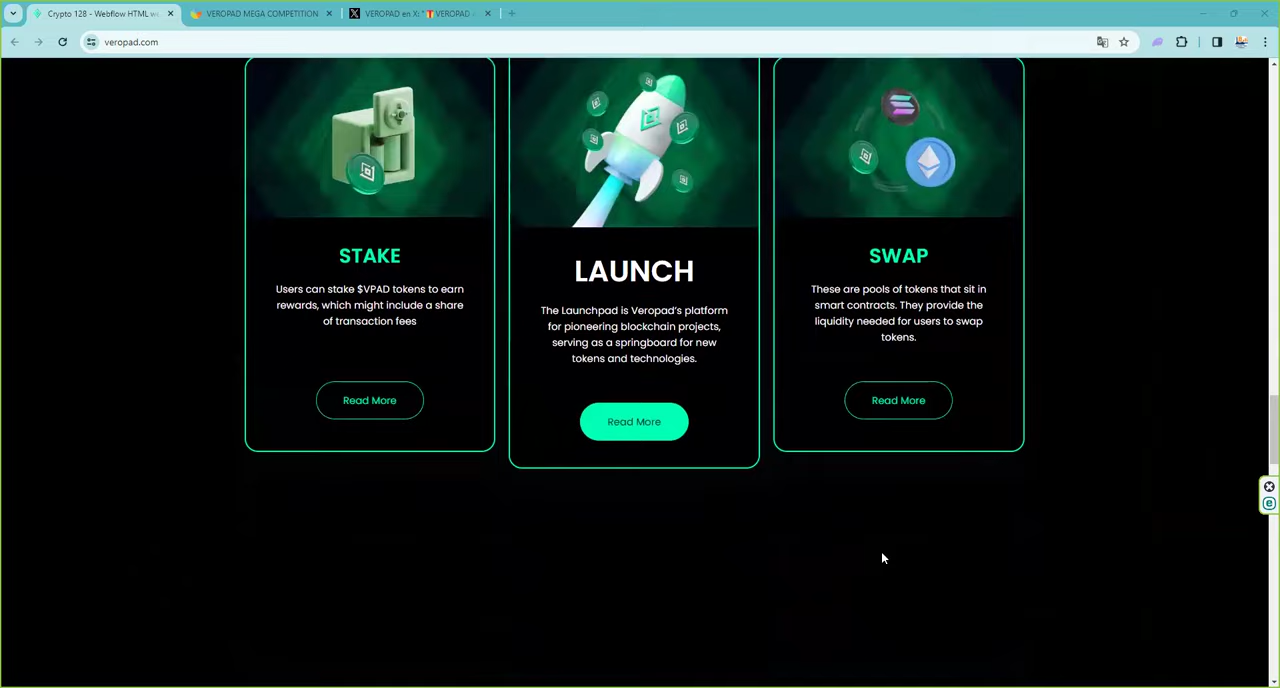 Crypto 128 - Webflow HTML we
VEROPAD MEGA COMPETITION
VEROPAD en X: "🎁VEROPAD
veropad.com
STAKE
Users can stake $VPAD tokens to earn
rewards, which might include a share
of transaction fees
Read More
LAUNCH
The Launchpad is Veropad's platform
for pioneering blockchain projects,
serving as a springboard for new
tokens and technologies.
Read More
SWAP
These are pools of tokens that sit in
smart contracts. They provide the
liquidity needed for users to swap
tokens.
Read More